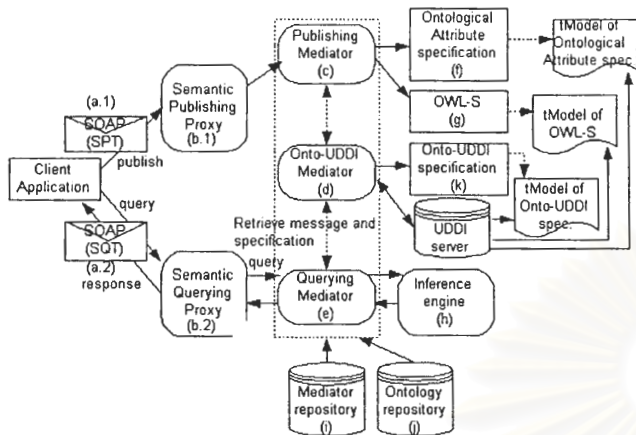 (a.1)
SOAP
(SPT)
publish
Client
Application
query
SOAP
(SQT)
(a.2)
response
Semantic
Publishing
Proxy
(b.1)
Semantic
Querying
Proxy
(b.2)
Publishing
Mediator
(c)
Onto-UDDI
Mediator
(d)
Retrieve message and
specification
query
Querying
Mediator
(e)
Ontological
Attribute
specification
(f)
OWL-S
(g)
Onto-UDDI
specification
(k)
UDDI
server
Inference
engine
(h)
Mediator
repository
(i)
Ontology
repository
(j)
tModel of
Ontological
Attribute spec
tModel of
OWL-S
tModel of
Onto-UDDI
spec.